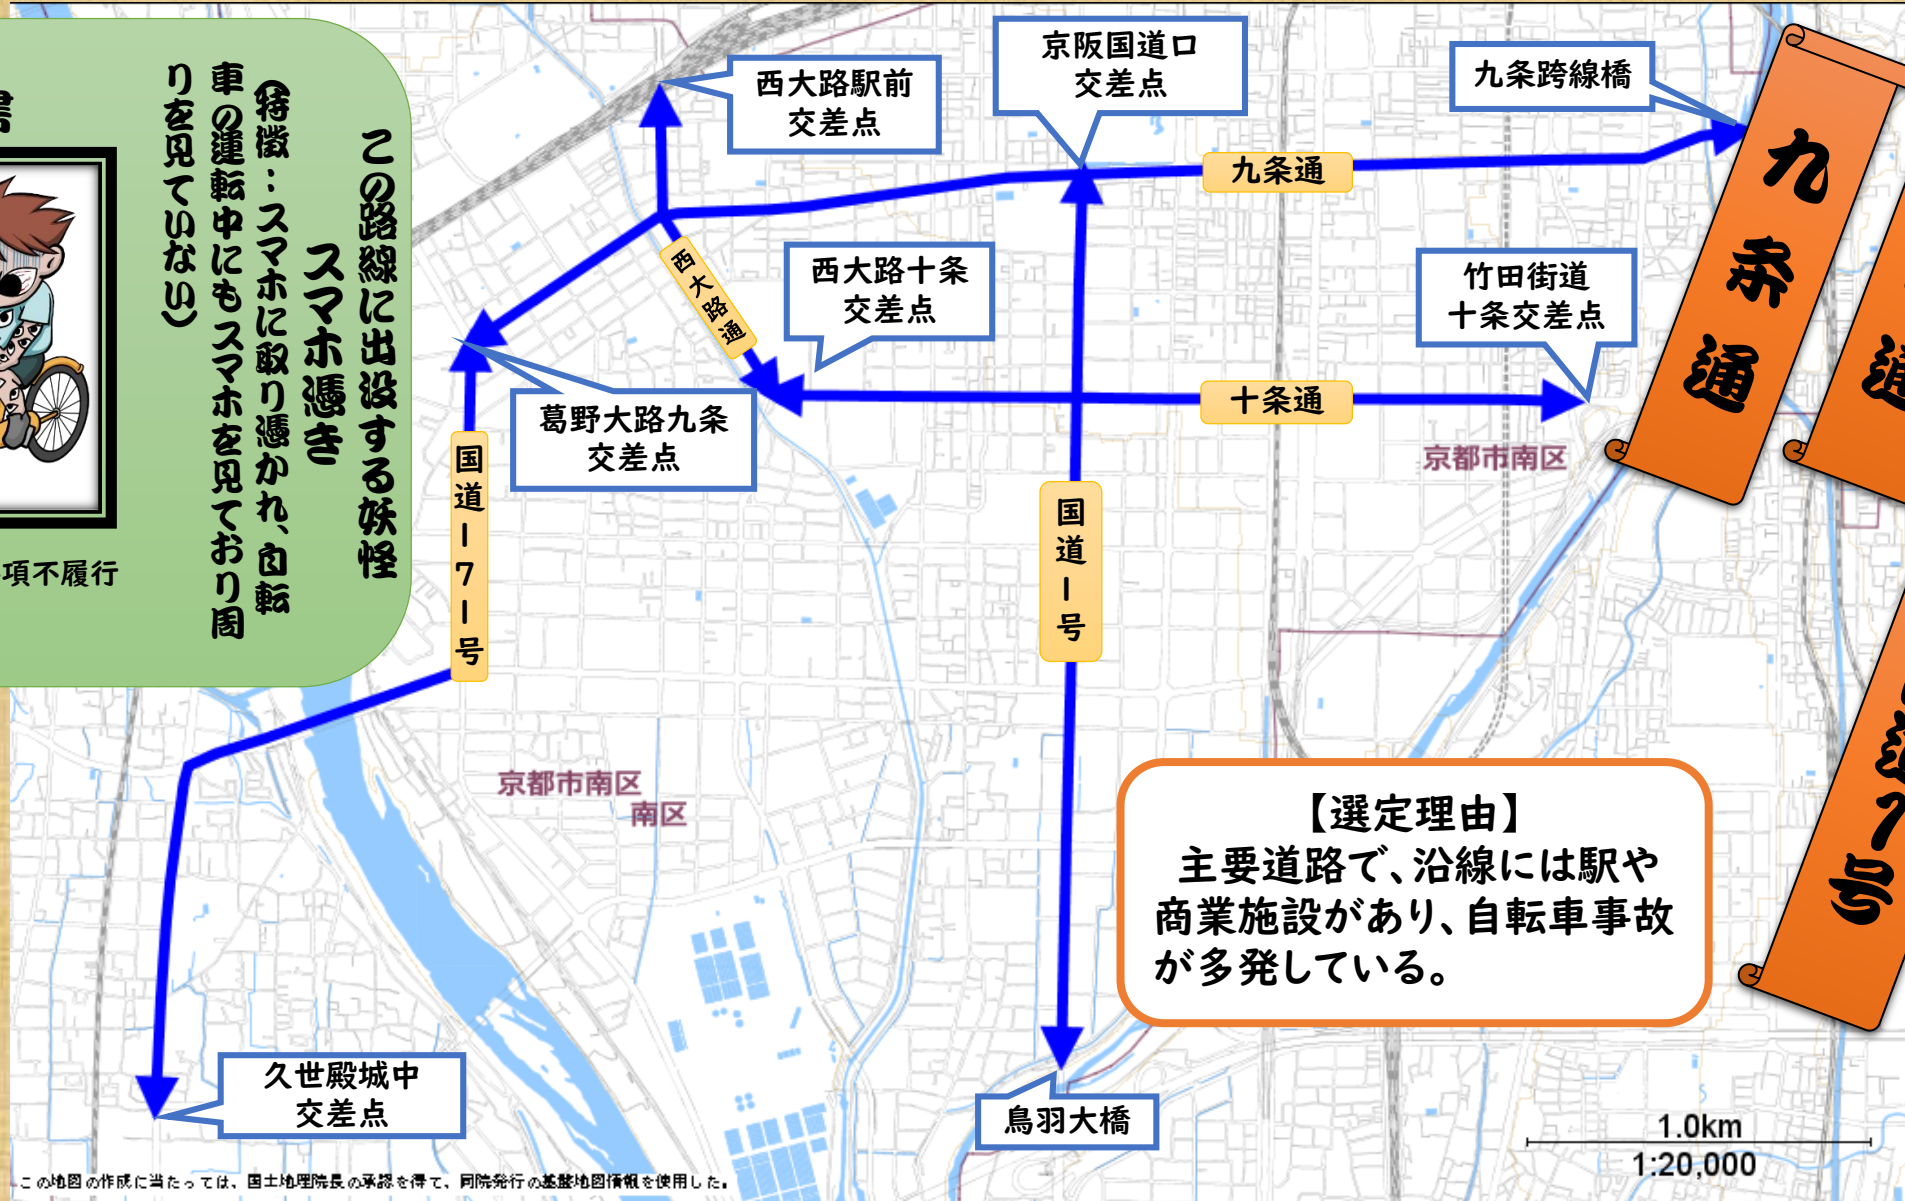 この路線に出没する妖怪
スマホ憑き
（特徴：スマホに取り憑かれ、自転
車の運転中にもスマホを見ており周
りを見ていない）
項不履行
西大路駅前
交差点
京阪国道口
交差点
九条跨線橋
九条通
西大路通
西大路十条
交差点
竹田街道
十条交差点
葛野大路九条
交差点
十条通
京都市南区
国道171号
国道1号
京都市南区
南区
【選定理由】
主要道路で、沿線には駅や
商業施設があり、自転車事故
が多発している。
久世殿城中
交差点
鳥羽大橋
九条通
通
道1号
1.0km
1:20,000
この地図の作成に当たっては、国土地理院長の承認を得て、同院発行の基盤地図情報を使用した。